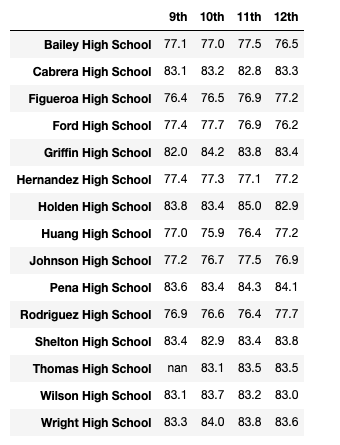 9th 10th 11th 12th
Bailey High School 77.1 77.0 77.5 76.5
Cabrera High School 83.1 83.2 82.8 83.3
Figueroa High School 76.4 76.5 76.9 77.2
Ford High School 77.4 77.7 76.9 76.2
Griffin High School 82.0 84.2 83.8 83.4
Hernandez High School 77.4 77.3 77.1 77.2
Holden High School 83.8 83.4 85.0 82.9
Huang High School 77.0 75.9 76.4 77.2
Johnson High School 77.2 76.7 77.5 76.9
Pena High School 83.6 83.4 84.3 84.1
Rodriguez High School 76.9 76.6 76.4 77.7
Shelton High School 83.4 82.9 83.4 83.8
Thomas High School nan 83.1 83.5 83.5
Wilson High School 83.1 83.7 83.2 83.0
Wright High School 83.3 84.0 83.8 83.6